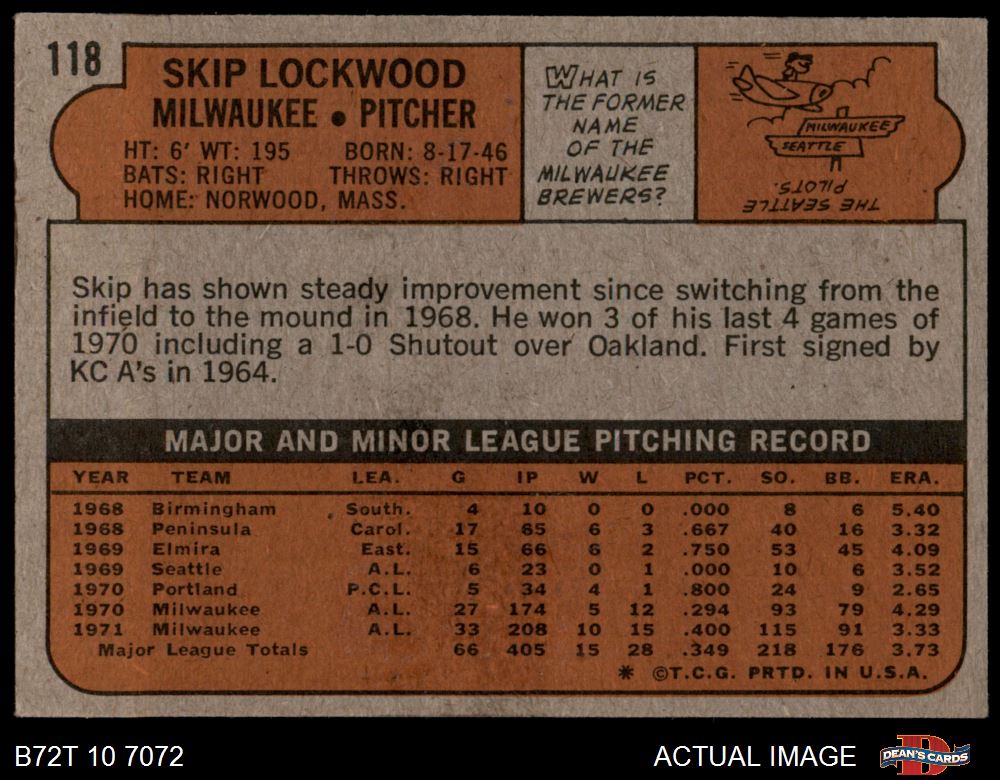 118
SKIP LOCKWOOD
MILWAUKEE • PITCHER
HT: 6' WT: 195 BORN: 8-17-46
BATS: RIGHT THROWS: RIGHT
HOME: NORWOOD, MASS.
WHAT IS
THE FORMER
NAME
OF THE
MILWAUKEE
BREWERS?
MILWAUKEE
SEATTLE
THE SEATTLE
PILOTS.
Skip has shown steady improvement since switching from the
infield to the mound in 1968. He won 3 of his last 4 games of
1970 including a 1-0 Shutout over Oakland. First signed by
KC A's in 1964.
MAJOR AND MINOR LEAGUE PITCHING RECORD
YEAR TEAM LEA. G IP W L PCT. SO. BB. ERA.
1968 Birmingham South. 4 10 0 0 .000 8 6 5.40
1968 Peninsula Carol. 17 65 6 3 .667 40 16 3.32
1969 Elmira East. 15 66 6 2 .750 53 45 4.09
1969 Seattle A.L. 6 23 0 1 .000 10 6 3.52
1970 Portland P.C.L. 5 34 4 1 .800 24 9 2.65
1970 Milwaukee A.L. 27 174 5 12 .294 93 79 4.29
1971 Milwaukee A.L. 33 208 10 15 .400 115 91 3.33
Major League Totals 66 405 15 28 .349 218 176 3.73
* ©T.C.G. PRTD. IN U.S.A.
B72T 10 7072
ACTUAL IMAGE
D
DEAN'S CARDS